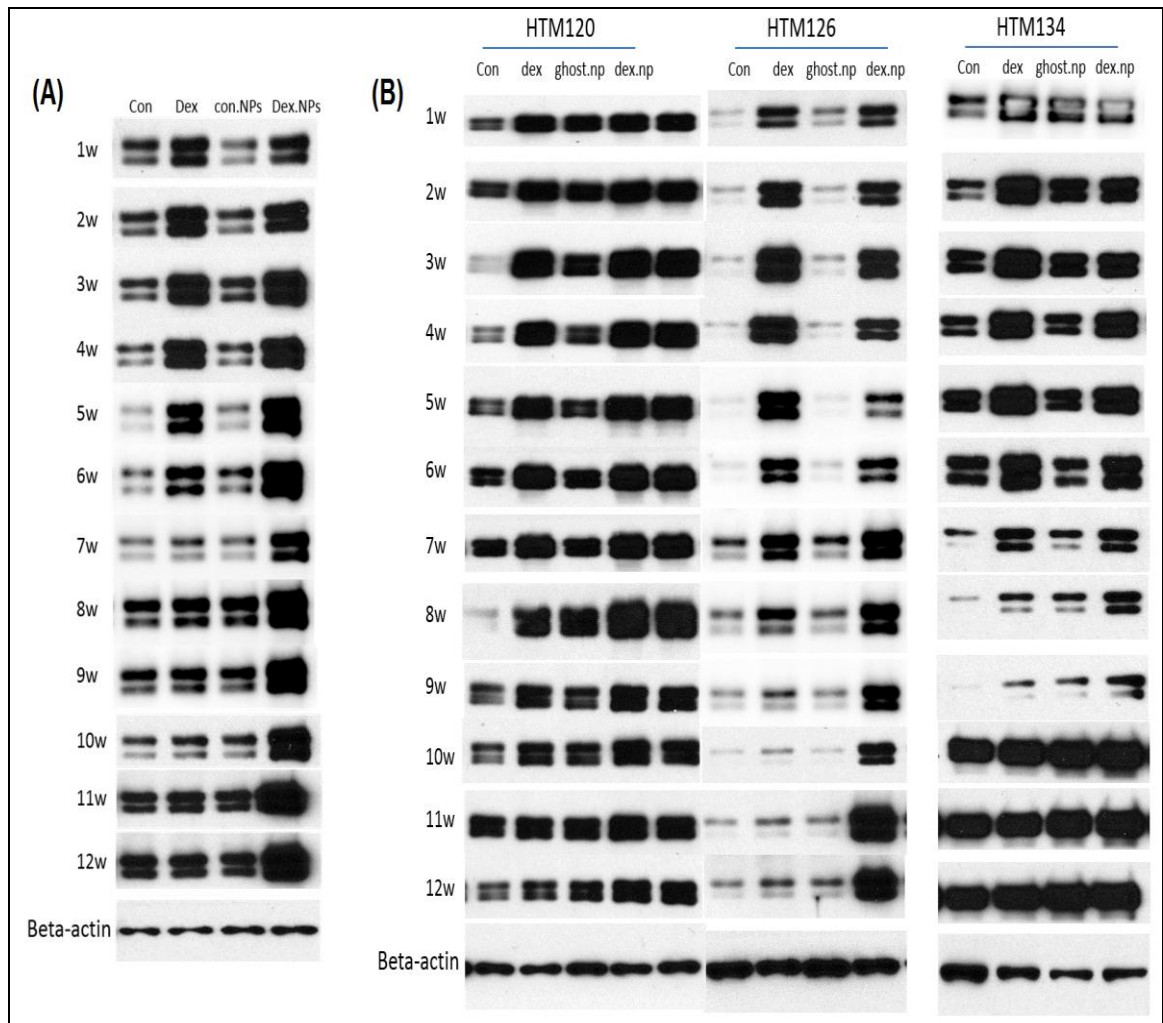 HTM120 HTM126 HTM134
(A) (B)
Con Dex con.NPs Dex.NPs
Con dex ghost.np dex.np Con dex ghost.np dex.np Con dex ghost.np dex.np
1w 1w
2w 2w
3w 3w
4w 4w
5w 5w
6w 6w
7w 7w
8w 8w
9w 9w
10w 10w
11w 11w
12w 12w
Beta-actin Beta-actin